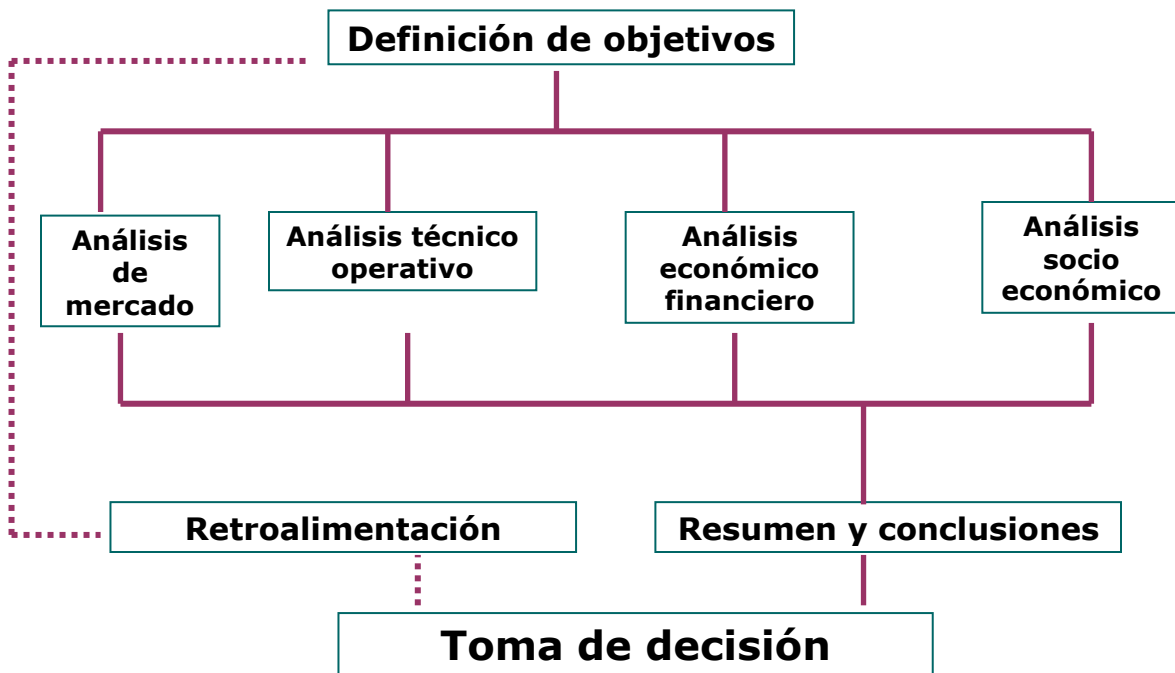 Definición de objetivos
Análisis
de
mercado
Análisis técnico
operativo
Análisis
económico
financiero
Análisis
socio
económico
Retroalimentación
Resumen y conclusiones
Toma de decisión